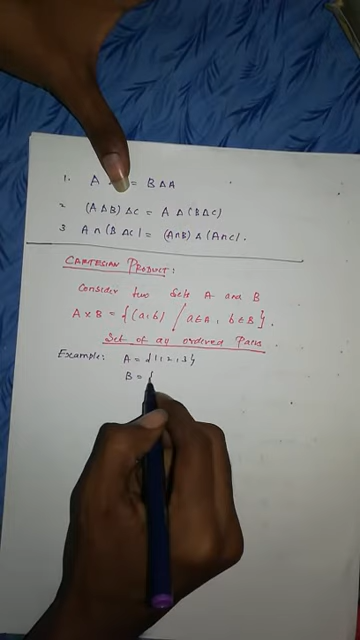 1. A = B Δ A
2 (A Δ B) Δ C = A Δ (B Δ C)
3 A ∩ (B Δ C) = (A∩B) Δ (A∩C).
CARTESIAN PRODUCT:
Consider two Sets A and B
A × B = {(a,b) / a∈A, b∈B}.
Set of all ordered Pairs.
Example: A = {1, 2, 3}
B = {